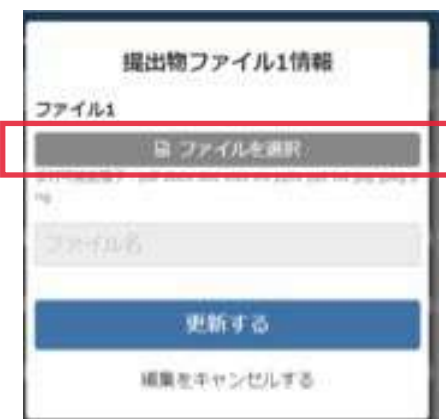 提出物ファイル1情報
ファイル1
ファイルを選択
ファイル名
更新する
編集をキャンセルする